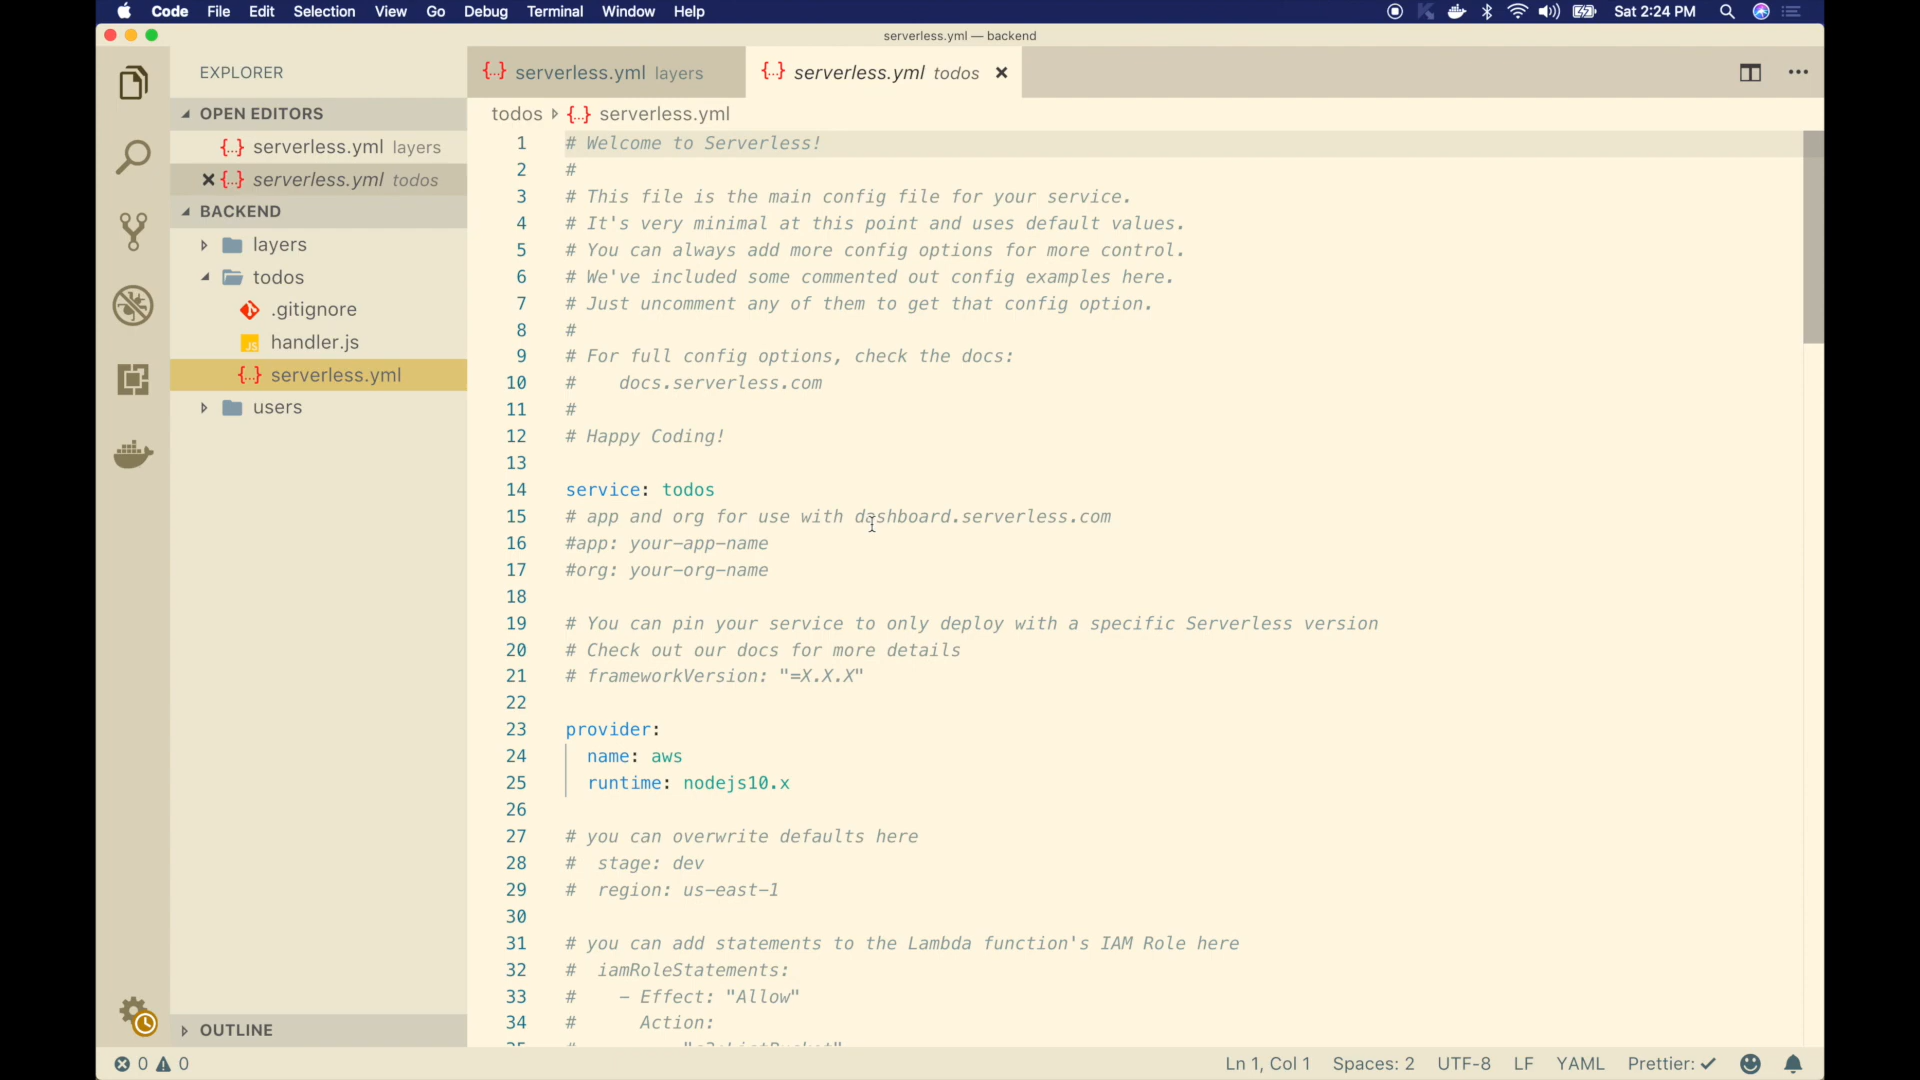 Code File Edit Selection View Go Debug Terminal Window Help Sat 2:24 PM
serverless.yml — backend
EXPLORER
OPEN EDITORS
{..} serverless.yml layers
{..} serverless.yml todos
BACKEND
layers
todos
.gitignore
JS handler.js
{..} serverless.yml
users
OUTLINE
{..} serverless.yml layers
{..} serverless.yml todos
todos {..} serverless.yml
1 # Welcome to Serverless!
2 #
3 # This file is the main config file for your service.
4 # It's very minimal at this point and uses default values.
5 # You can always add more config options for more control.
6 # We've included some commented out config examples here.
7 # Just uncomment any of them to get that config option.
8 #
9 # For full config options, check the docs:
10 #    docs.serverless.com
11 #
12 # Happy Coding!
13
14 service: todos
15 # app and org for use with dashboard.serverless.com
16 #app: your-app-name
17 #org: your-org-name
18
19 # You can pin your service to only deploy with a specific Serverless version
20 # Check out our docs for more details
21 # frameworkVersion: "=X.X.X"
22
23 provider:
24   name: aws
25   runtime: nodejs10.x
26
27 # you can overwrite defaults here
28 #  stage: dev
29 #  region: us-east-1
30
31 # you can add statements to the Lambda function's IAM Role here
32 #  iamRoleStatements:
33 #    - Effect: "Allow"
34 #      Action:
0 0 Ln 1, Col 1 Spaces: 2 UTF-8 LF YAML Prettier: ✓